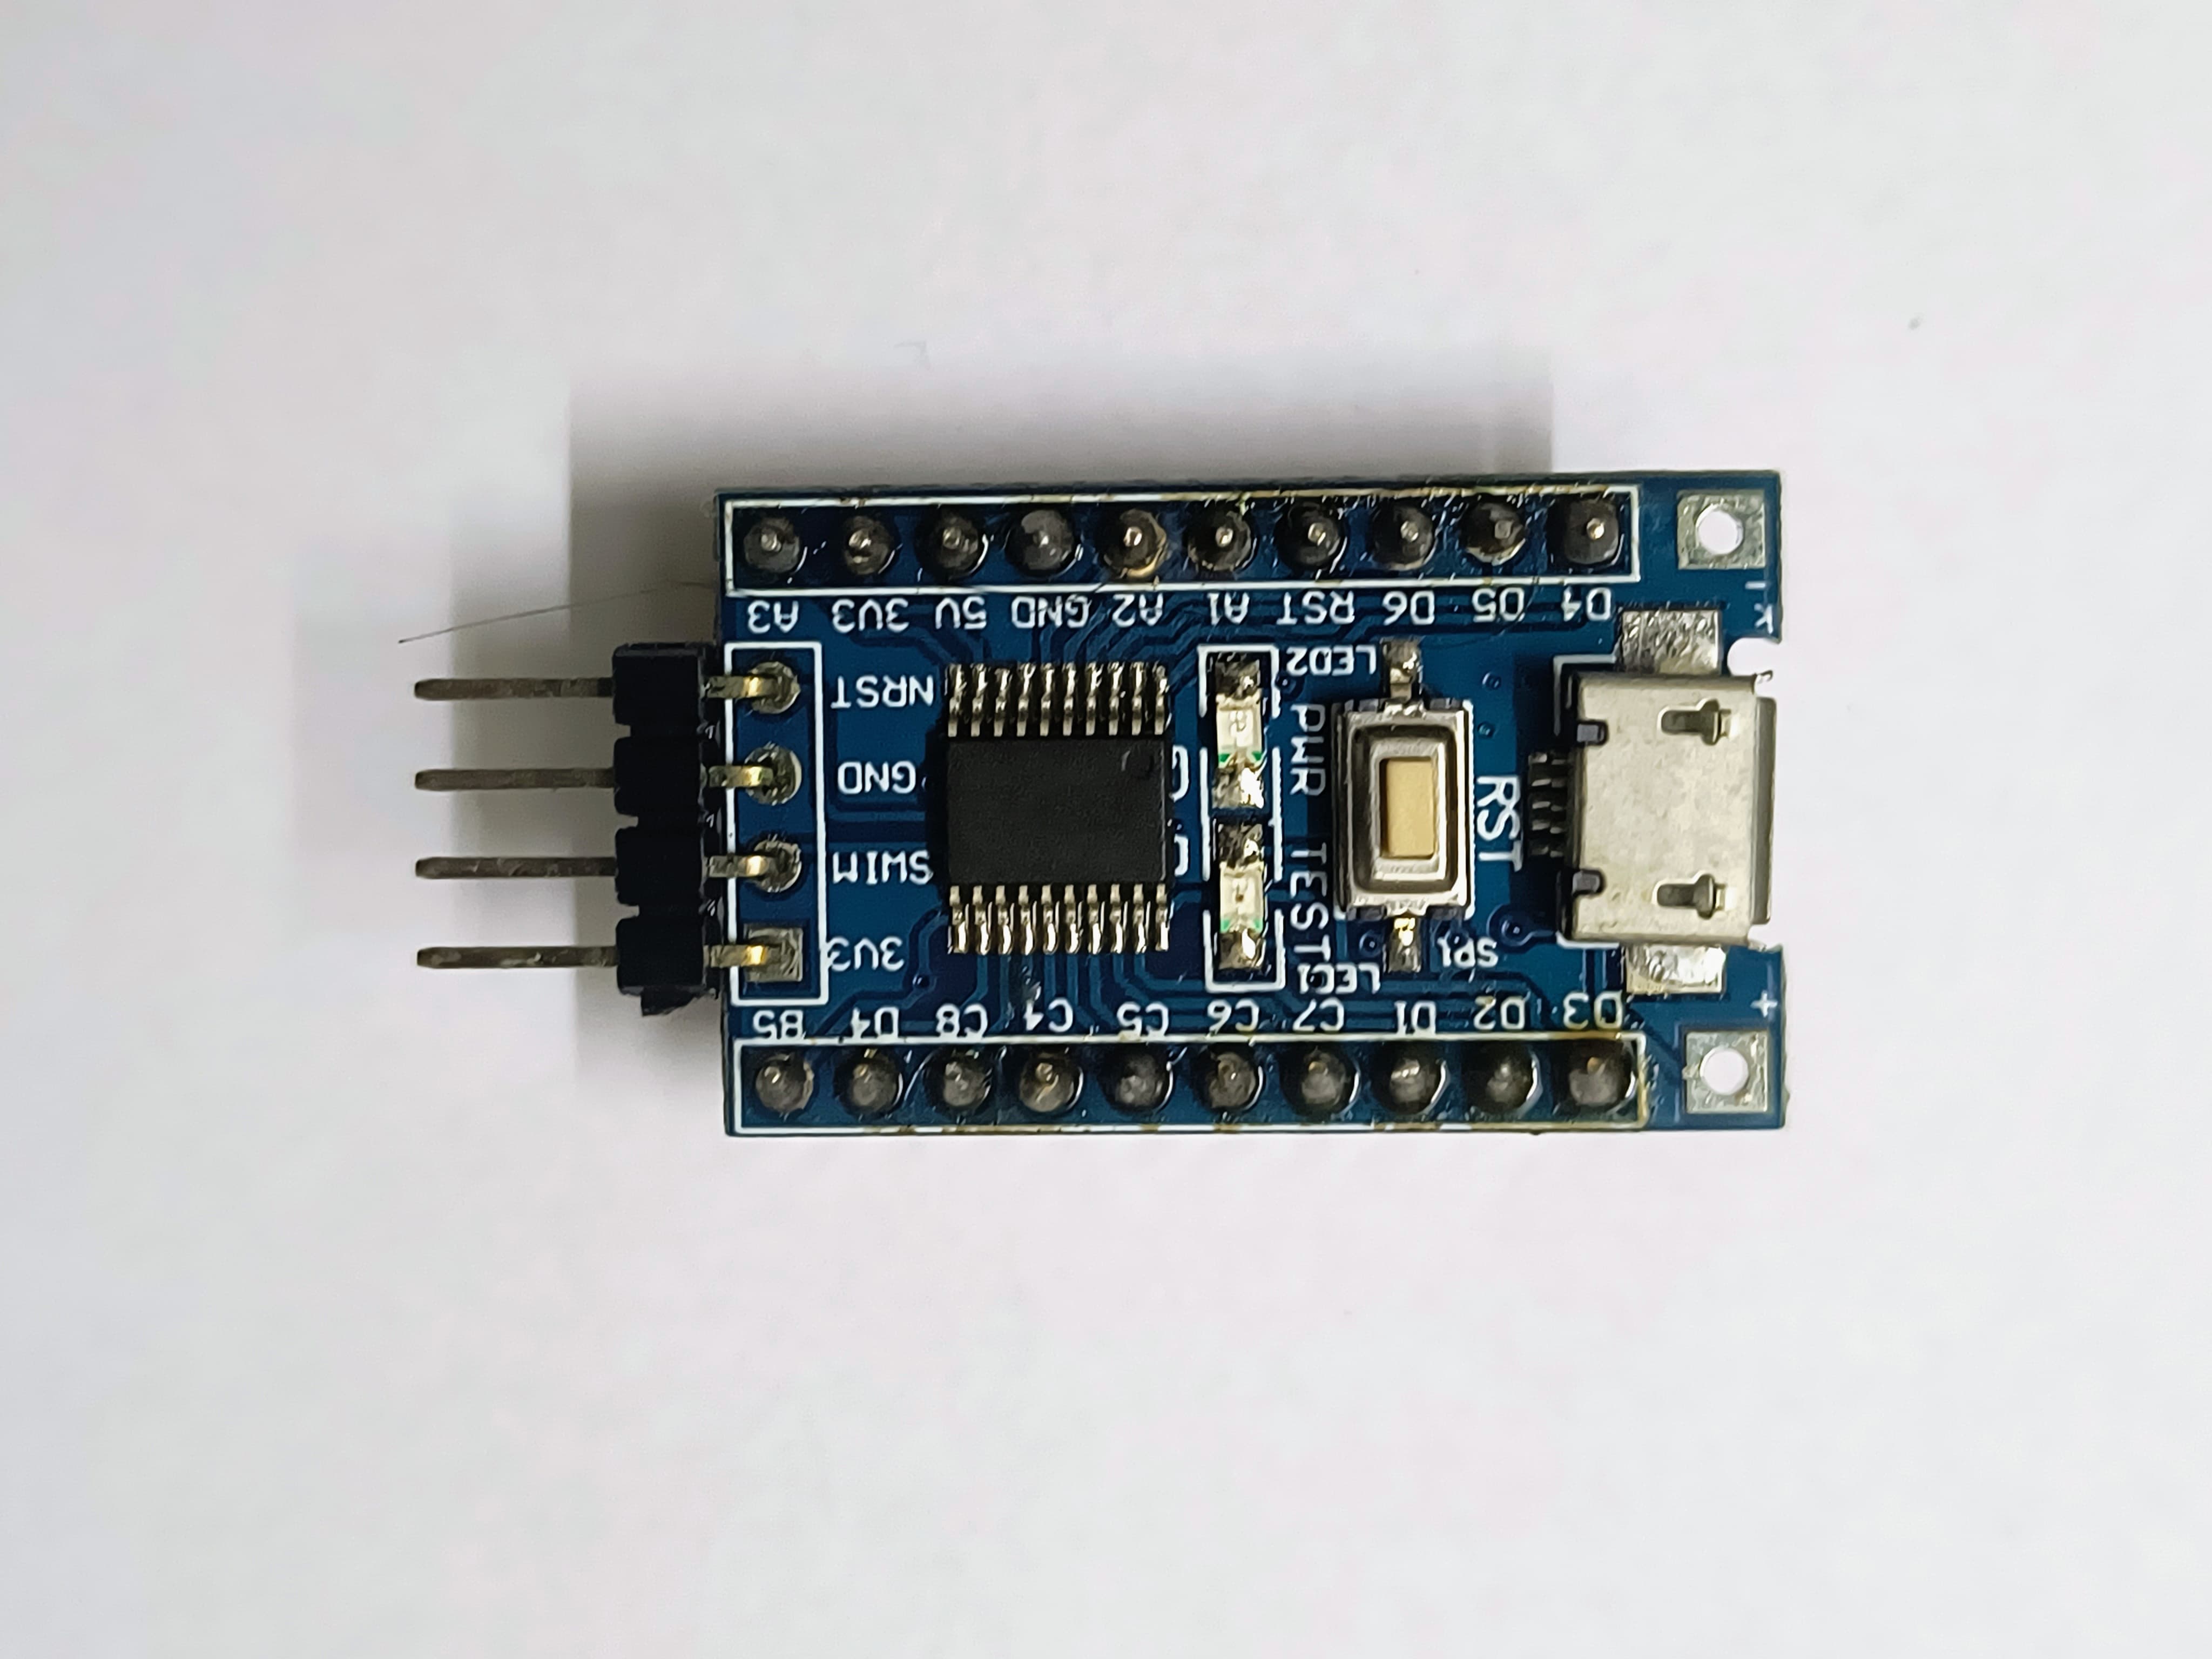 A3 3V3 5V GND A2 A1 RST D6 D5 D4
- K
NRST
GND
SWIM
3V3
LED2
PWR
TEST
LED1
RST
SP1
B5 D4 C8 C4 C5 C6 C7 D1 D2 D3
+